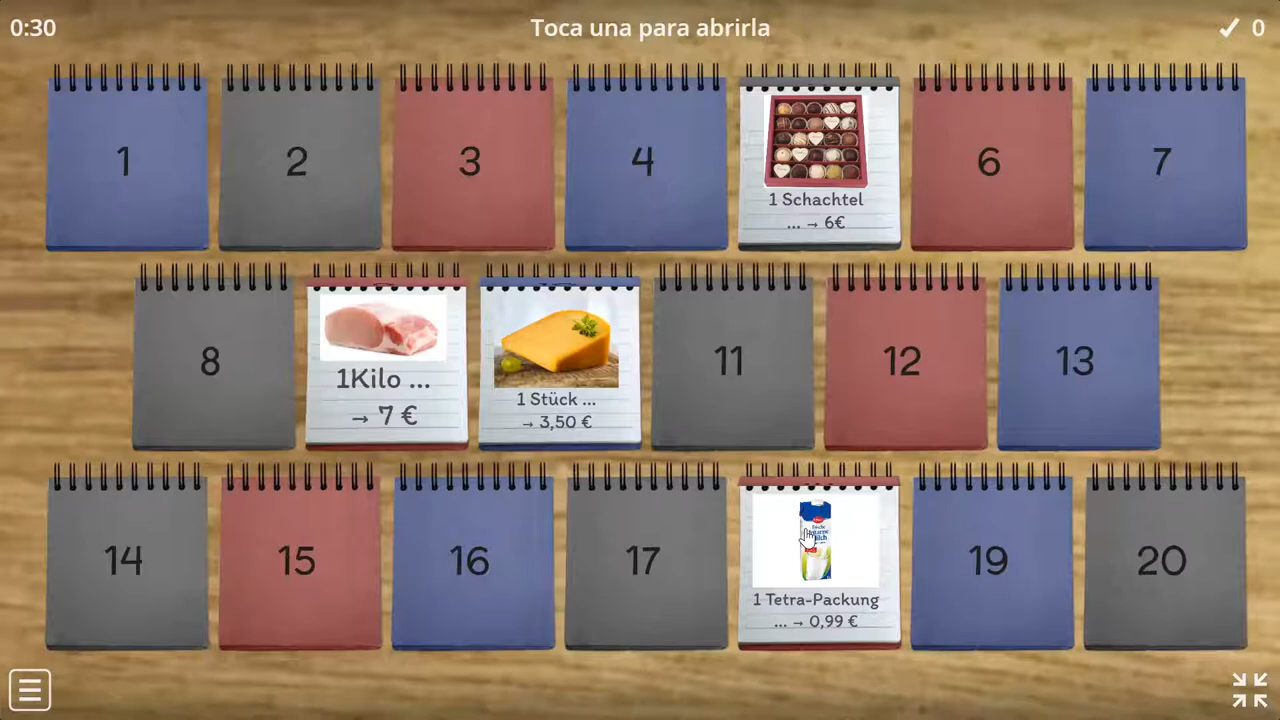 0:30
Toca una para abrirla
0
1
2
3
4
1 Schachtel
... → 6€
6
7
8
1Kilo ...
→ 7 €
1 Stück ...
→ 3,50 €
11
12
13
14
15
16
17
1 Tetra-Packung
... → 0,99 €
19
20